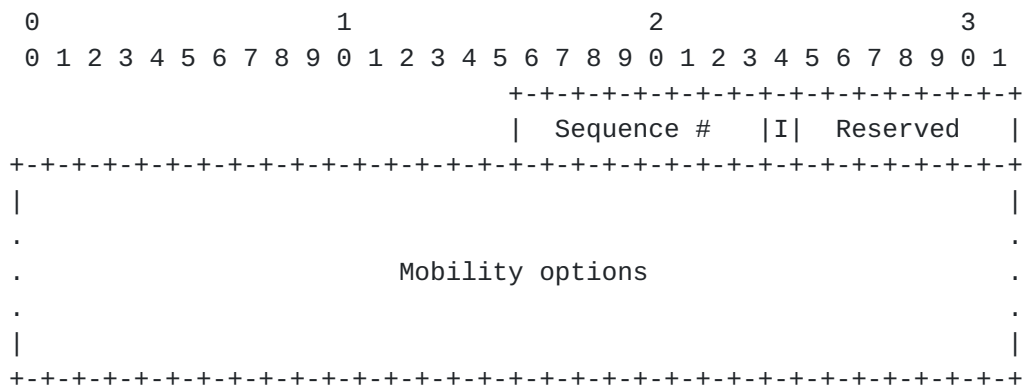 0                   1                   2                   3
 0 1 2 3 4 5 6 7 8 9 0 1 2 3 4 5 6 7 8 9 0 1 2 3 4 5 6 7 8 9 0 1
                                +-+-+-+-+-+-+-+-+-+-+-+-+-+-+-+-+
                                |  Sequence #   |I|  Reserved   |
+-+-+-+-+-+-+-+-+-+-+-+-+-+-+-+-+-+-+-+-+-+-+-+-+-+-+-+-+-+-+-+-+
|                                                               |
.                                                               .
.                        Mobility options                       .
.                                                               .
|                                                               |
+-+-+-+-+-+-+-+-+-+-+-+-+-+-+-+-+-+-+-+-+-+-+-+-+-+-+-+-+-+-+-+-+